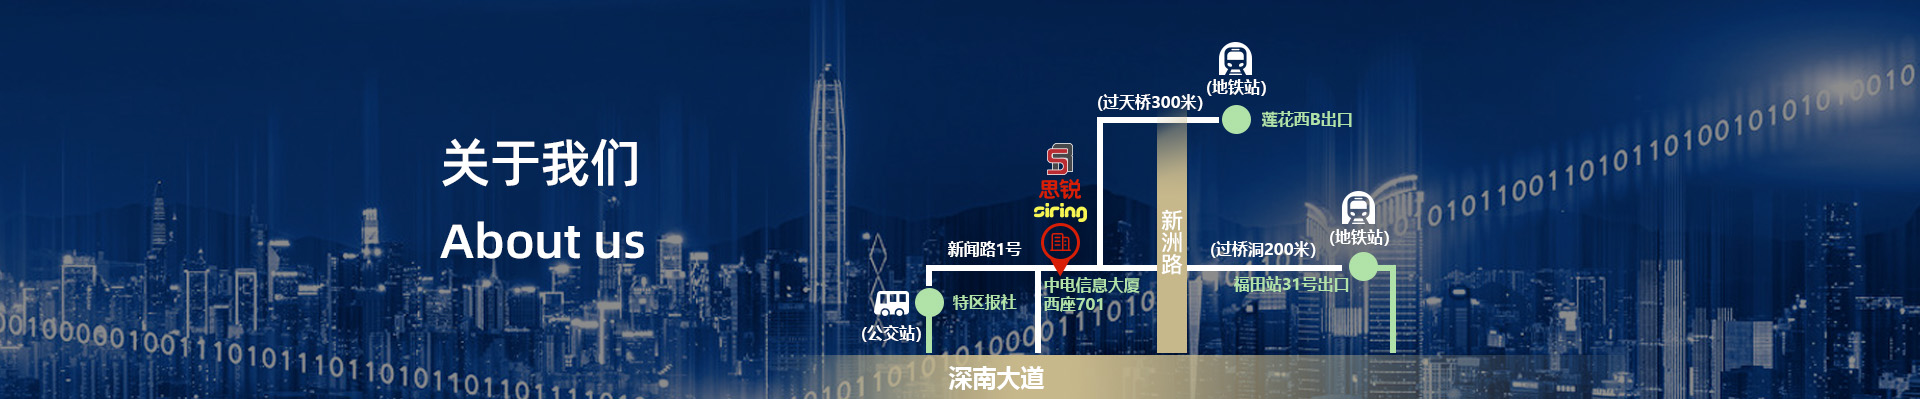 关于我们
About us
(地铁站)
(过天桥300米)
莲花西B出口
S
思锐
siring
新洲路
新闻路1号
(过桥洞200米)
(地铁站)
中电信息大厦
西座701
福田站31号出口
特区报社
(公交站)
深南大道